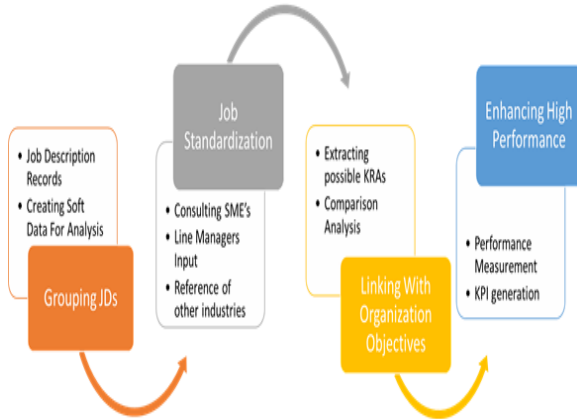 • Job Description
Records
• Creating Soft
Data For Analysis
Grouping JDs
Job
Standardization
• Consulting SME's
• Line Managers
Input
• Reference of
other industries
• Extracting
possible KRAs
• Comparison
Analysis
Linking With
Organization
Objectives
Enhancing High
Performance
• Performance
Measurement
• KPI generation